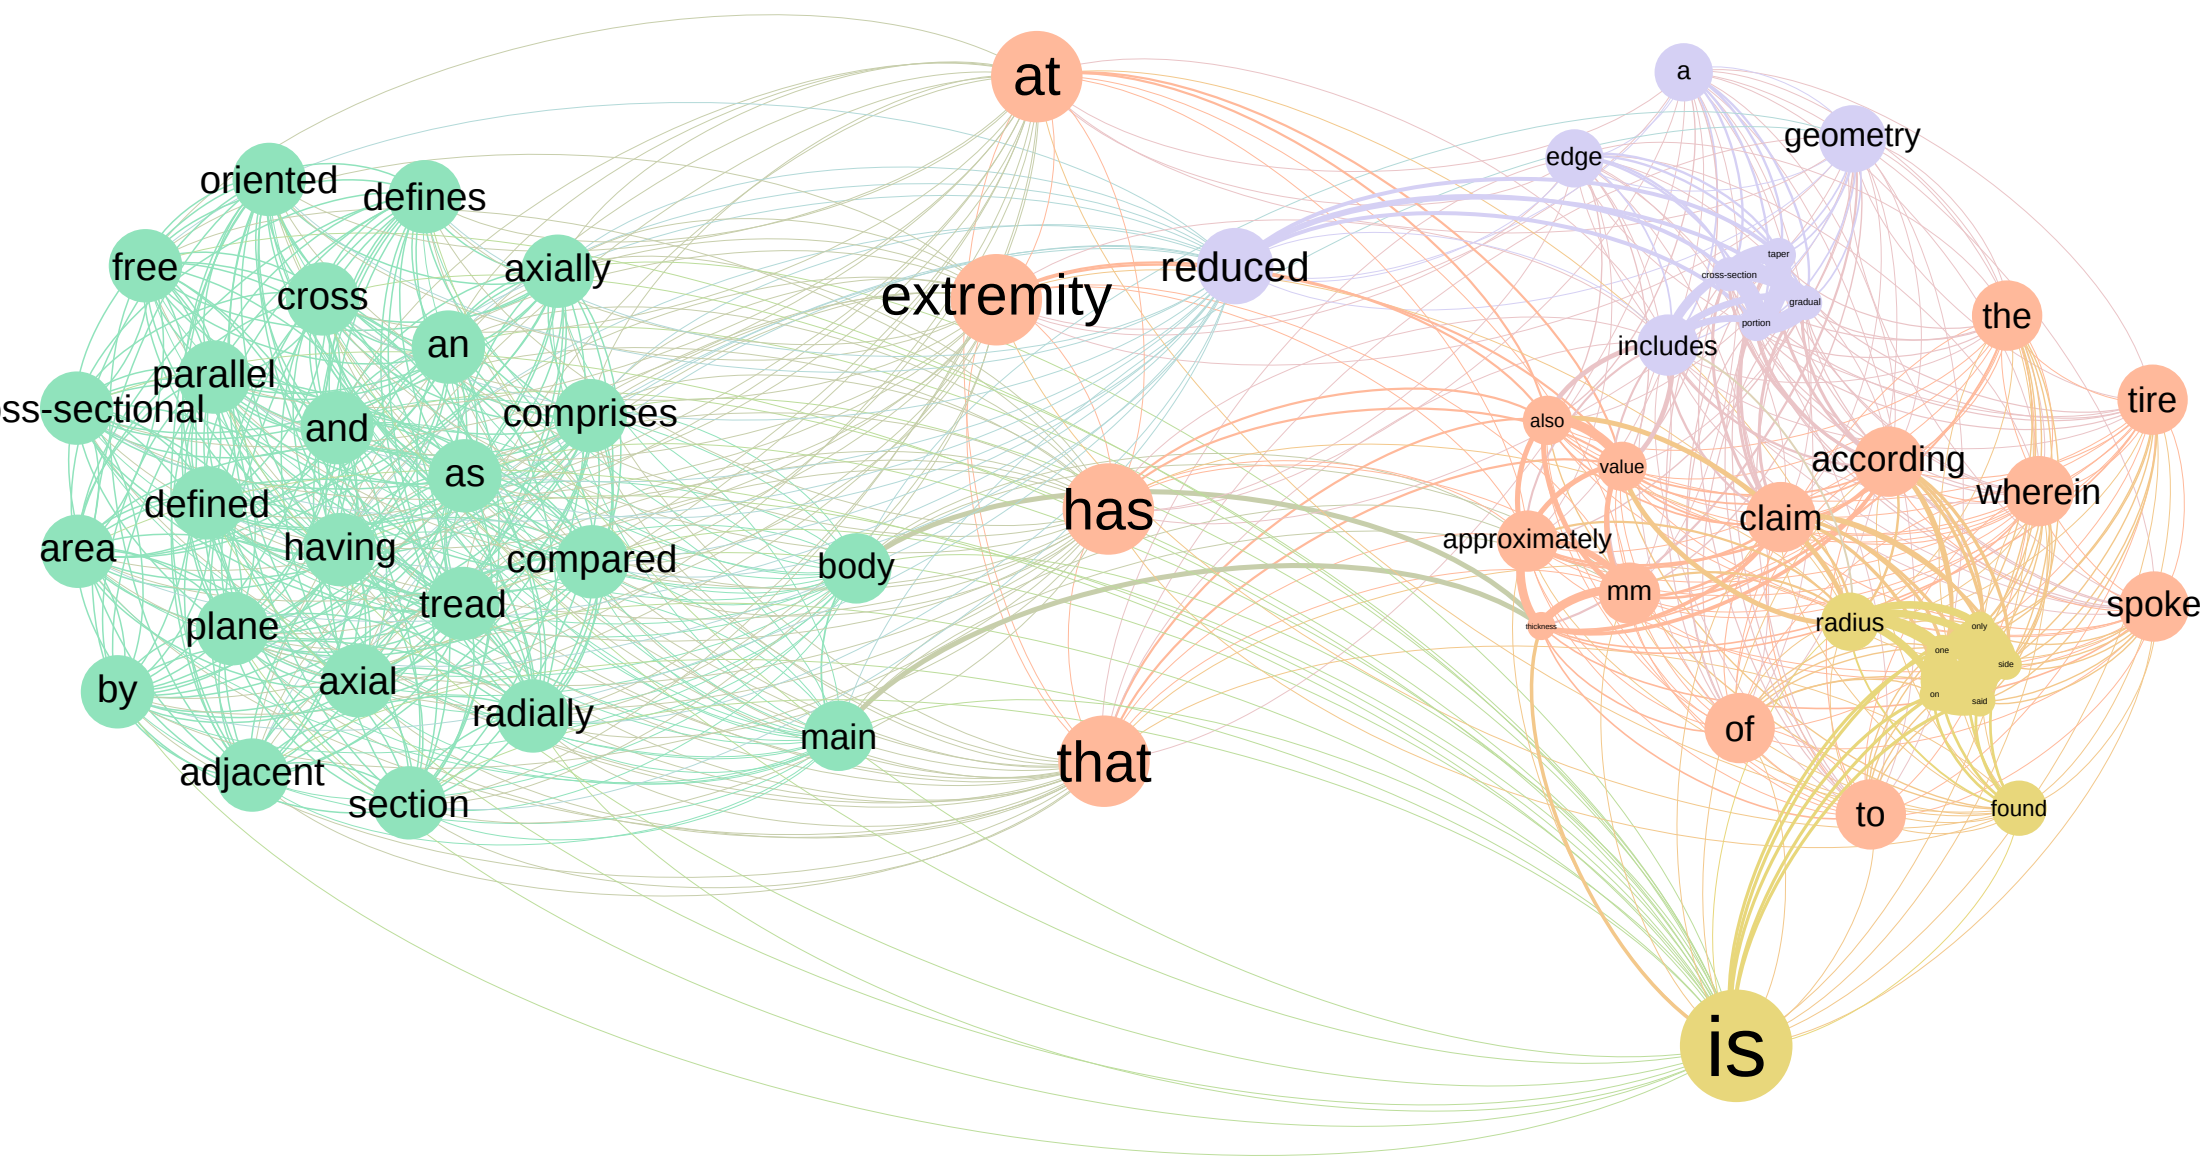 at
a
geometry
edge
oriented
defines
free
cross
axially
reduced
extremity
taper
cross-section
gradual
portion
includes
the
an
parallel
oss-sectional
and
comprises
as
also
value
tire
according
claim
wherein
has
defined
area
having
compared
body
approximately
mm
thickness
radius
only
one
side
on
said
spoke
tread
plane
by
axial
radially
main
that
of
adjacent
section
to
found
is